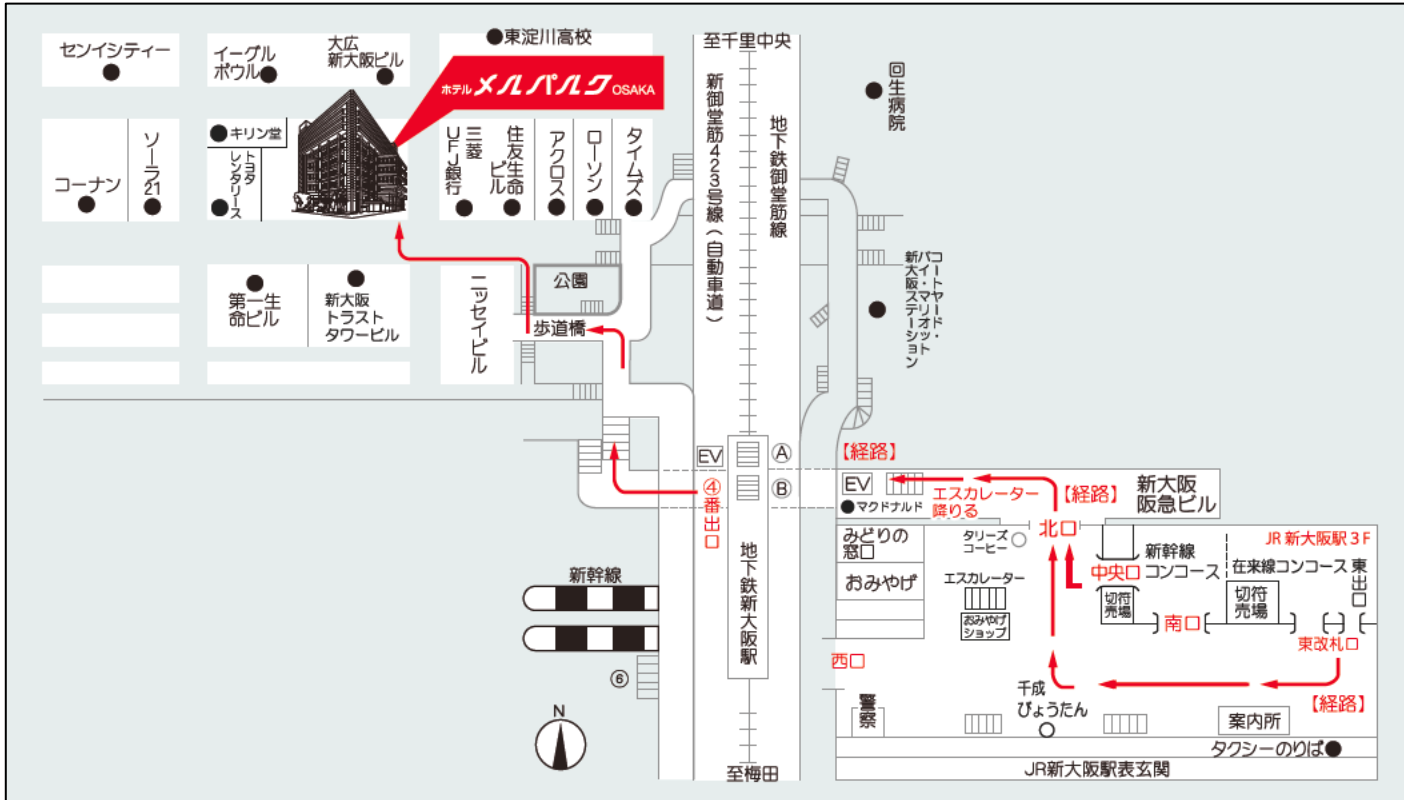 センイシティー
イーグル
ボウル
大広
新大阪ビル
東淀川高校
至千里中央
ホテル メルパルク OSAKA
回生病院
キリン堂
トヨタ
レンタリース
コーナン
ソーラ21
三菱
UFJ銀行
住友生命
ビル
アクロス
ローソン
タイムズ
新御堂筋423号線(自動車道)
地下鉄御堂筋線
コートヤード・
バイ・マリオット
新大阪ステーション
第一生
命ビル
新大阪
トラスト
タワービル
ニッセイビル
公園
歩道橋
EV
Ⓐ
Ⓑ
④番出口
【経路】
EV
エスカレーター
降りる
【経路】
新大阪
阪急ビル
マクドナルド
北口
みどりの
窓口
タリーズ
コーヒー
JR新大阪駅3F
新幹線
コンコース
在来線コンコース
東出口
中央口
おみやげ
エスカレーター
切符
売場
切符
売場
おみやげ
ショップ
南口
東改札口
新幹線
地下鉄新大阪駅
西口
⑥
千成
びょうたん
【経路】
警察
案内所
タクシーのりば
N
至梅田
JR新大阪駅表玄関